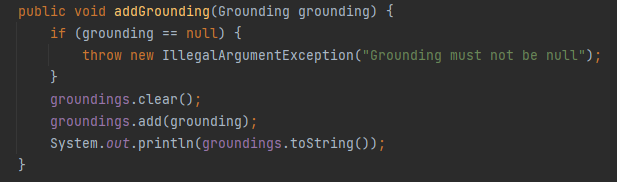 public void addGrounding(Grounding grounding) {
    if (grounding == null) {
        throw new IllegalArgumentException("Grounding must not be null");
    }
    groundings.clear();
    groundings.add(grounding);
    System.out.println(groundings.toString());
}